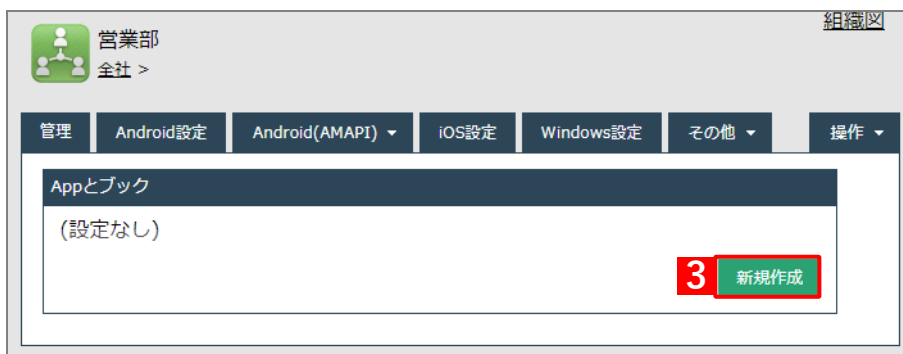 組織図
営業部
全社 >
管理 Android設定 Android(AMAPI) iOS設定 Windows設定 その他 操作
Appとブック
(設定なし)
3 新規作成